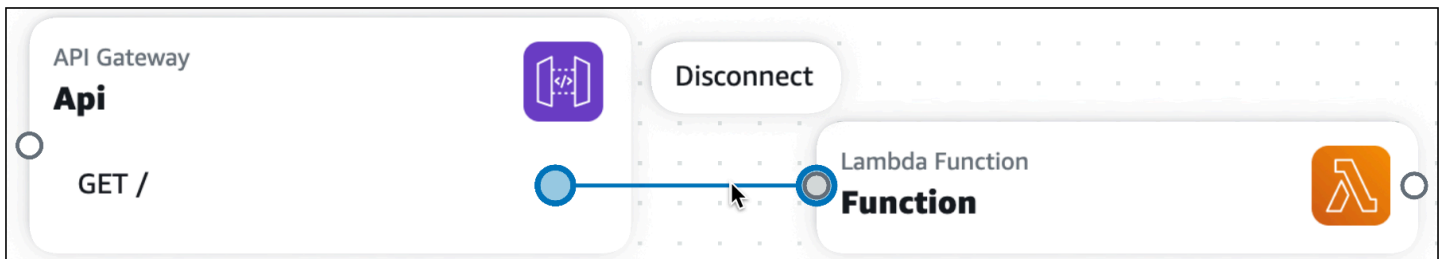 API Gateway
Api
</>
GET /
Disconnect
Lambda Function
Function